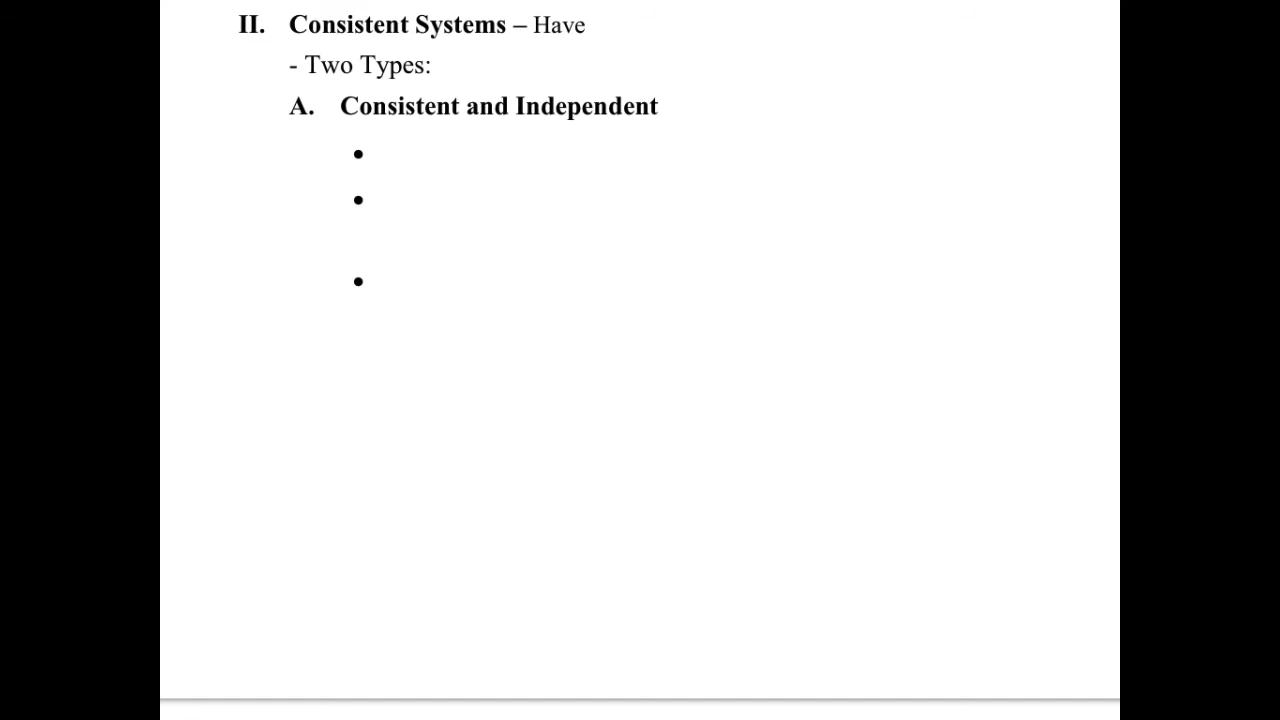 II. Consistent Systems – Have
- Two Types:
A. Consistent and Independent
•
•
•